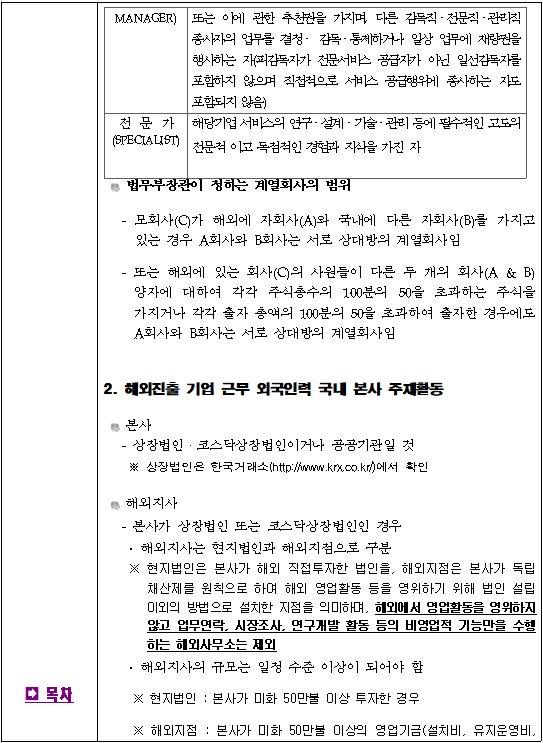 MANAGER)
또는 이에 관한 추천권을 가지며, 다른 감독직·전문직·관리직
종사자의 업무를 결정· 감독·통제하거나 일상 업무에 재량권을
행사하는 자(피감독자가 전문서비스 공급자가 아닌 일선감독자를
포함하지 않으며 직접적으로 서비스 공급행위에 종사하는 자도
포함되지 않음)
전 문 가
(SPECIALIST)
해당기업 서비스의 연구·설계·기술·관리 등에 필수적인 고도의
전문적 이고 독점적인 경험과 지식을 가진 자
법무부장관이 정하는 계열회사의 범위
- 모회사(C)가 해외에 자회사(A)와 국내에 다른 자회사(B)를 가지고
있는 경우 A회사와 B회사는 서로 상대방의 계열회사임
- 또는 해외에 있는 회사(C)의 사원들이 다른 두 개의 회사(A & B)
양자에 대하여 각각 주식총수의 100분의 50을 초과하는 주식을
가지거나 각각 출자 총액의 100분의 50을 초과하여 출자한 경우에도
A회사와 B회사는 서로 상대방의 계열회사임
2. 해외진출 기업 근무 외국인력 국내 본사 주재활동
본사
- 상장법인·코스닥상장법인이거나 공공기관일 것
※ 상장법인은 한국거래소(http://www.krx.co.kr/)에서 확인
해외지사
- 본사가 상장법인 또는 코스닥상장법인인 경우
· 해외지사는 현지법인과 해외지점으로 구분
※ 현지법인은 본사가 해외 직접투자한 법인을, 해외지점은 본사가 독립
채산제를 원칙으로 하며 해외 영업활동 등을 영위하기 위해 법인 설립
이외의 방법으로 설치한 지점을 의미하며, 해외에서 영업활동을 영위하지
않고 업무연락, 시장조사, 연구개발 활동 등의 비영업적 기능만을 수행
히는 해외사무소는 제외
· 해외지사의 규모는 일정 수준 이상이 되어야 함
목차
※ 현지법인 : 본사가 미화 50만불 이상 투자한 경우
※ 해외지점 : 본사가 미화 50만불 이상의 영업기금(설치비, 유지운영비,